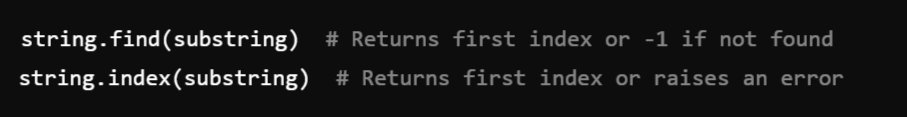 string.find(substring)  # Returns first index or -1 if not found
string.index(substring)  # Returns first index or raises an error